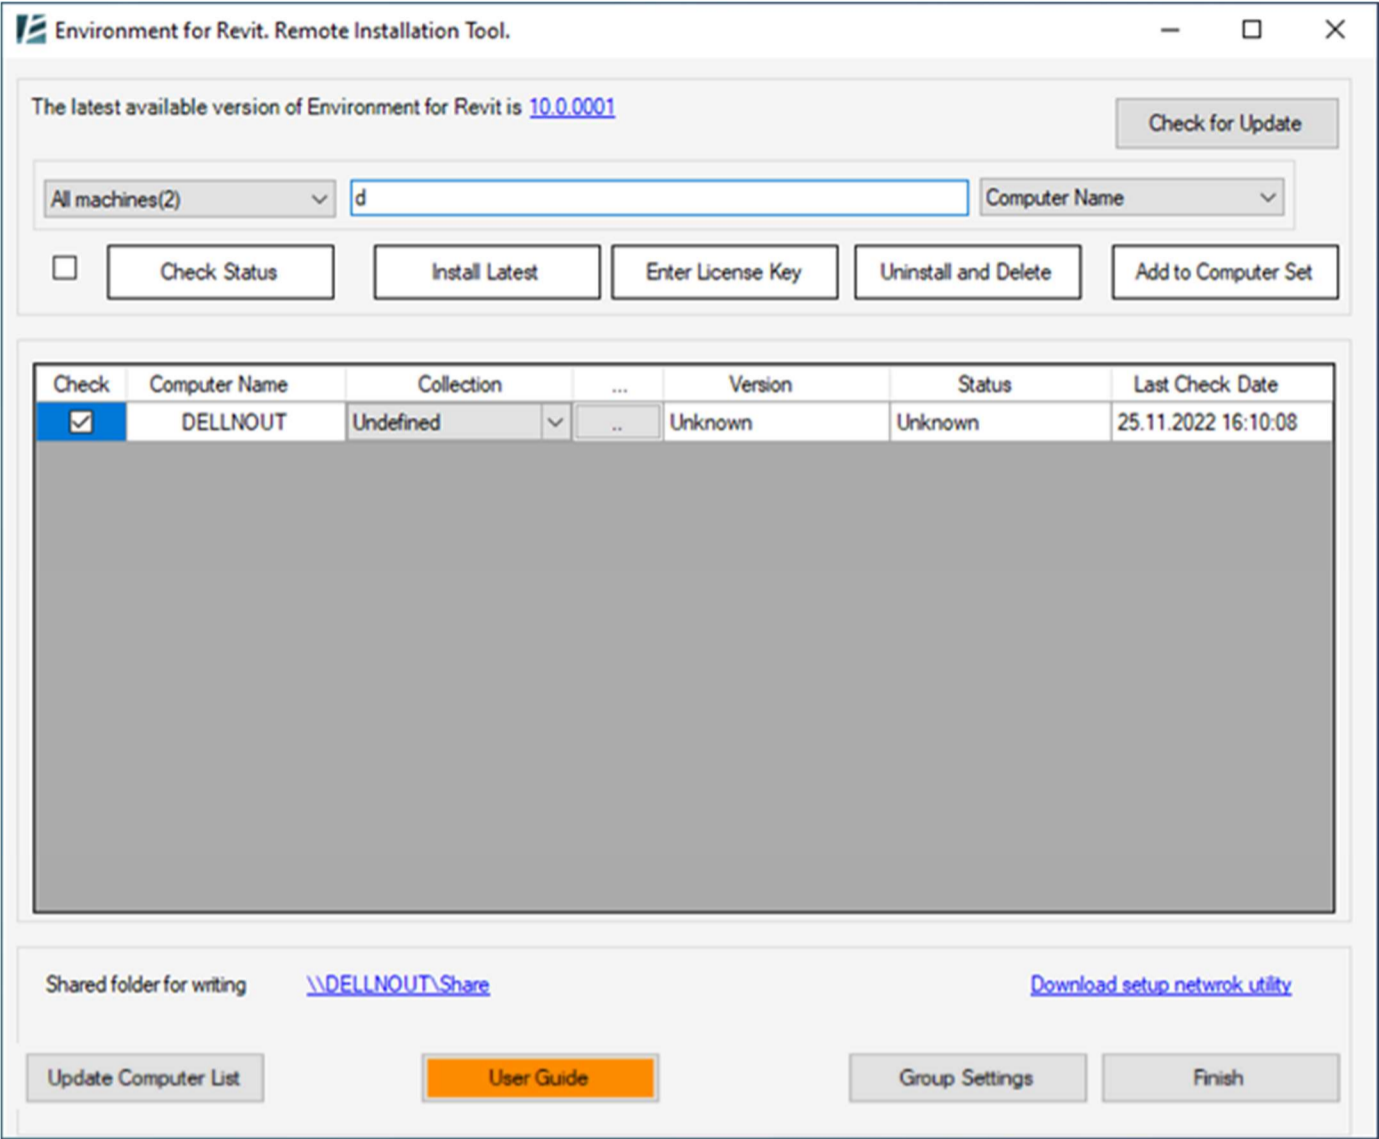 Environment for Revit. Remote Installation Tool.
The latest available version of Environment for Revit is 10.0.0001
Check for Update
All machines(2) d Computer Name
Check Status Install Latest Enter License Key Uninstall and Delete Add to Computer Set
Check Computer Name Collection ... Version Status Last Check Date
DELLNOUT Undefined .. Unknown Unknown 25.11.2022 16:10:08
Shared folder for writing \\DELLNOUT\Share Download setup netwrok utility
Update Computer List User Guide Group Settings Finish